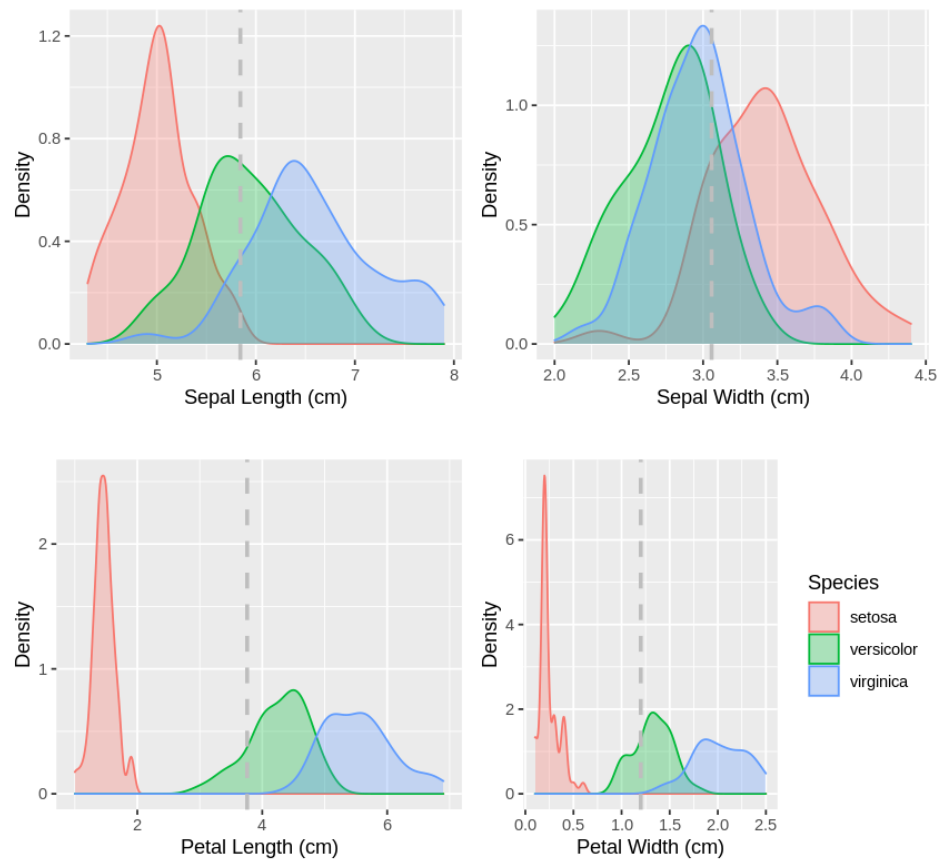 Density
1.2
0.8
0.4
0.0
5
6
7
8
Sepal Length (cm)
Density
1.0
0.5
0.0
2.0
2.5
3.0
3.5
4.0
4.5
Sepal Width (cm)
Density
2
1
0
2
4
6
Petal Length (cm)
Density
6
4
2
0
0.0
0.5
1.0
1.5
2.0
2.5
Petal Width (cm)
Species
setosa
versicolor
virginica